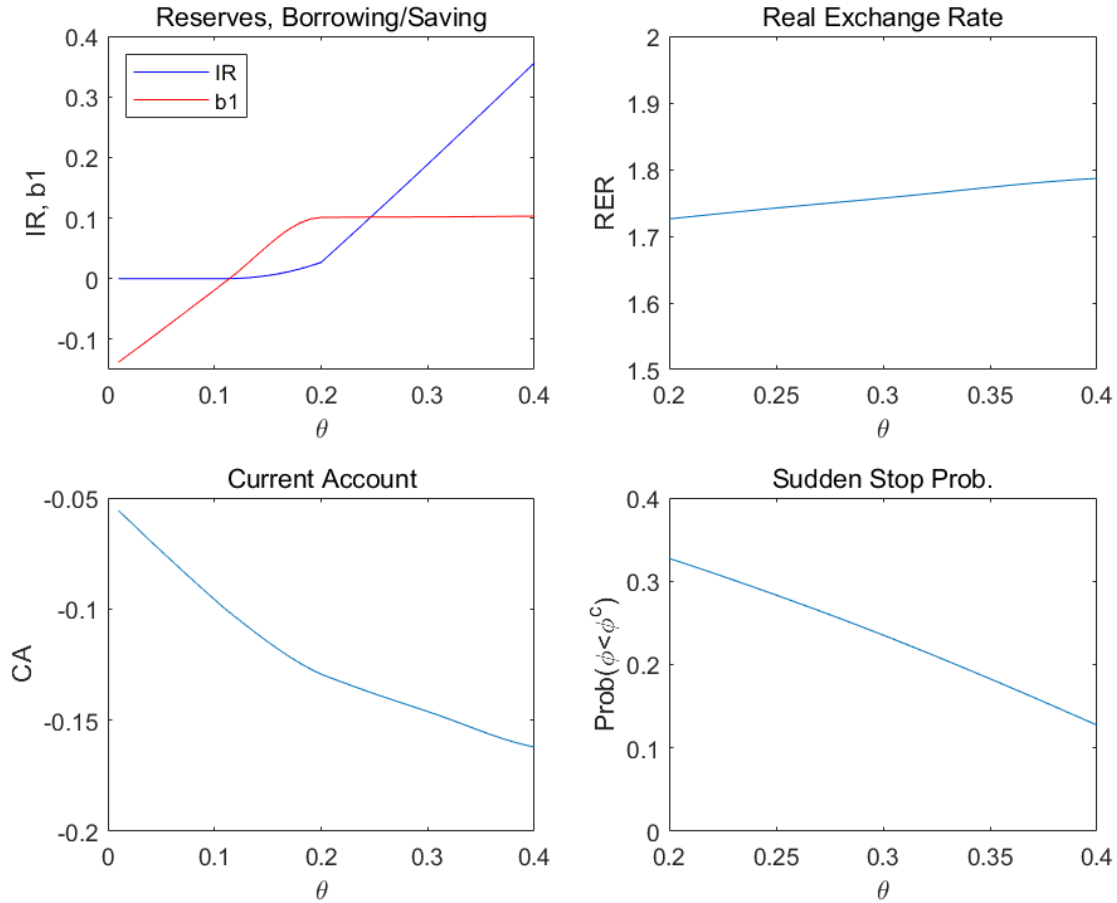 Reserves, Borrowing/Saving
0.4
0.3
0.2
0.1
0
-0.1
IR, b1
IR
b1
0 0.1 0.2 0.3 0.4
θ
Real Exchange Rate
2
1.9
1.8
1.7
1.6
1.5
RER
0.2 0.25 0.3 0.35 0.4
θ
Current Account
-0.05
-0.1
-0.15
-0.2
CA
0 0.1 0.2 0.3 0.4
θ
Sudden Stop Prob.
0.4
0.3
0.2
0.1
0
Prob(ϕ<ϕ^c)
0.2 0.25 0.3 0.35 0.4
θ